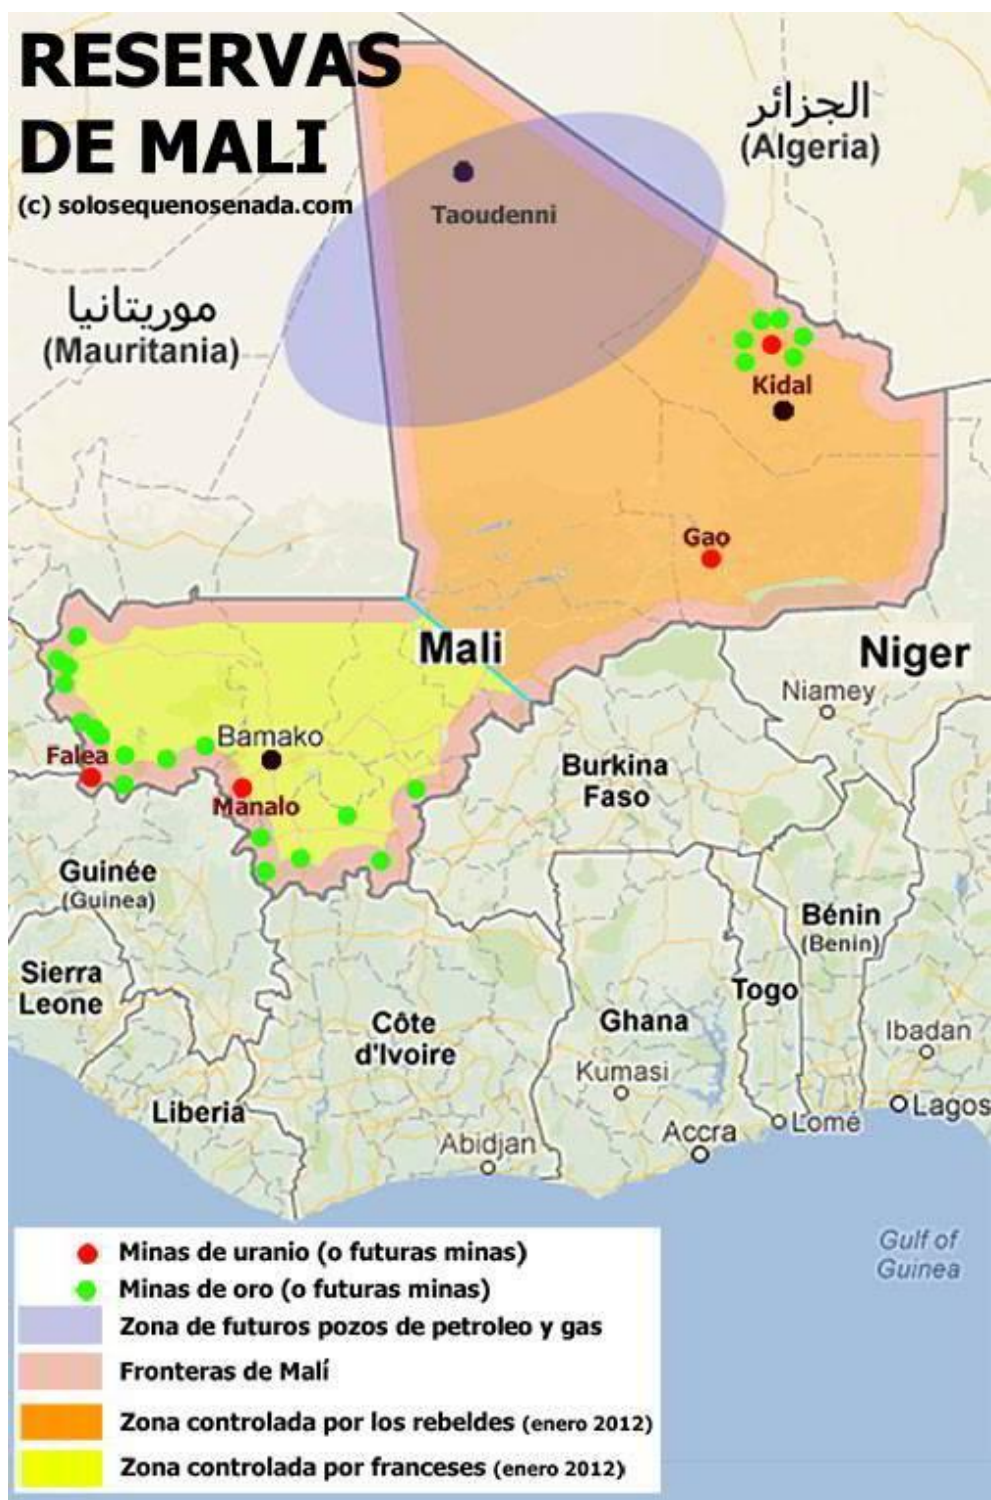 RESERVAS
DE MALI
(c) solosequenosenada.com
الجزائر
(Algeria)
Taoudenni
موريتانيا
(Mauritania)
Kidal
Gao
Mali
Niger
Niamey
Bamako
Falea
Manalo
Burkina
Faso
Guinée
(Guinea)
Bénin
(Benin)
Sierra
Leone
Togo
Côte
d'Ivoire
Ghana
Ibadan
Kumasi
Liberia
Lagos
Lomé
Accra
Abidjan
Gulf of
Guinea
Minas de uranio (o futuras minas)
Minas de oro (o futuras minas)
Zona de futuros pozos de petroleo y gas
Fronteras de Malí
Zona controlada por los rebeldes (enero 2012)
Zona controlada por franceses (enero 2012)